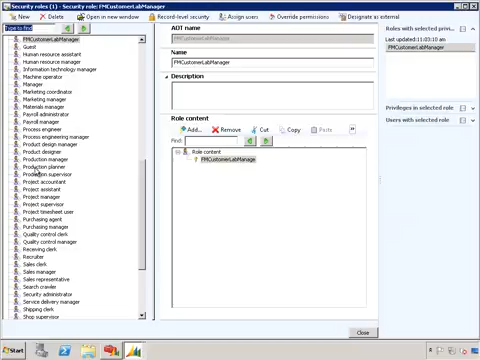 Security roles (1) - Security role: FMCustomerLabManager
New
Delete
Open in new window
Record-level security
Assign users
Override permissions
Designate as external
Type to find
FMCustomerLabManager
Guest
Human resource assistant
Human resource manager
Information technology manager
Machine operator
Manager
Marketing coordinator
Marketing manager
Materials manager
Payroll administrator
Payroll manager
Process engineer
Process engineering manager
Product design manager
Product designer
Production manager
Production planner
Production supervisor
Project accountant
Project assistant
Project manager
Project supervisor
Project timesheet user
Purchasing agent
Purchasing manager
Quality control clerk
Quality control manager
Receiving clerk
Recruiter
Sales clerk
Sales manager
Sales representative
Search crawler
Security administrator
Service delivery manager
Shipping clerk
Shop supervisor
AOT name
FMCustomerLabManager
Name
FMCustomerLabManager
Description
Role content
Add...
Remove
Cut
Copy
Paste
Find:
Role content
FMCustomerLabManager
Roles with selected privi...
Last updated:11:03:10 am
FMCustomerLabManager
Privileges in selected role
Users with selected role
Close
Start